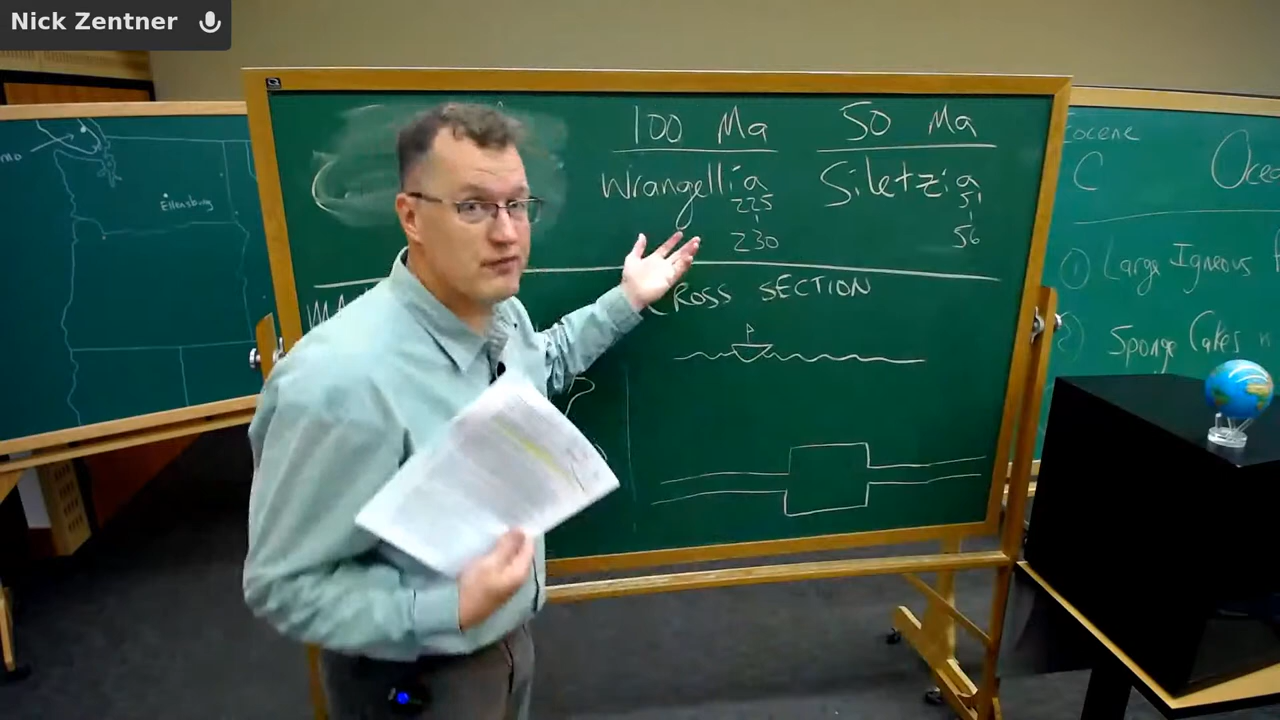 Nick Zentner
100 Ma
50 Ma
Eocene
C
Wrangellia
225
230
Siletzia
51
56
Ellensburg
Large Igneous
CROSS SECTION
Sponge Cakes